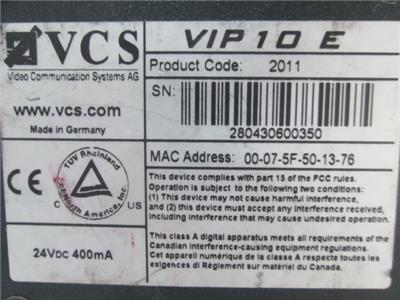 VCS
Video Communication Systems AG
www.vcs.com
Made in Germany
CE
TÜV Rheinland
of North America, Inc.
C US
24VDC 400mA
VIP 10 E
Product Code: 2011
SN:
280430600350
MAC Address: 00-07-5F-50-13-76
This device complies with part 15 of the FCC rules.
Operation is subject to the following two conditions:
(1) This device may not cause harmful interference,
and (2) this device must accept any interference received,
including interference that may cause undesired operation.
This class A digital apparatus meets all requirements of the
Canadian Interference-causing equipment regulations.
Cet appareil numérique de la classe A respecte toutes les
exigences di Règlement sur matériel du Canada.